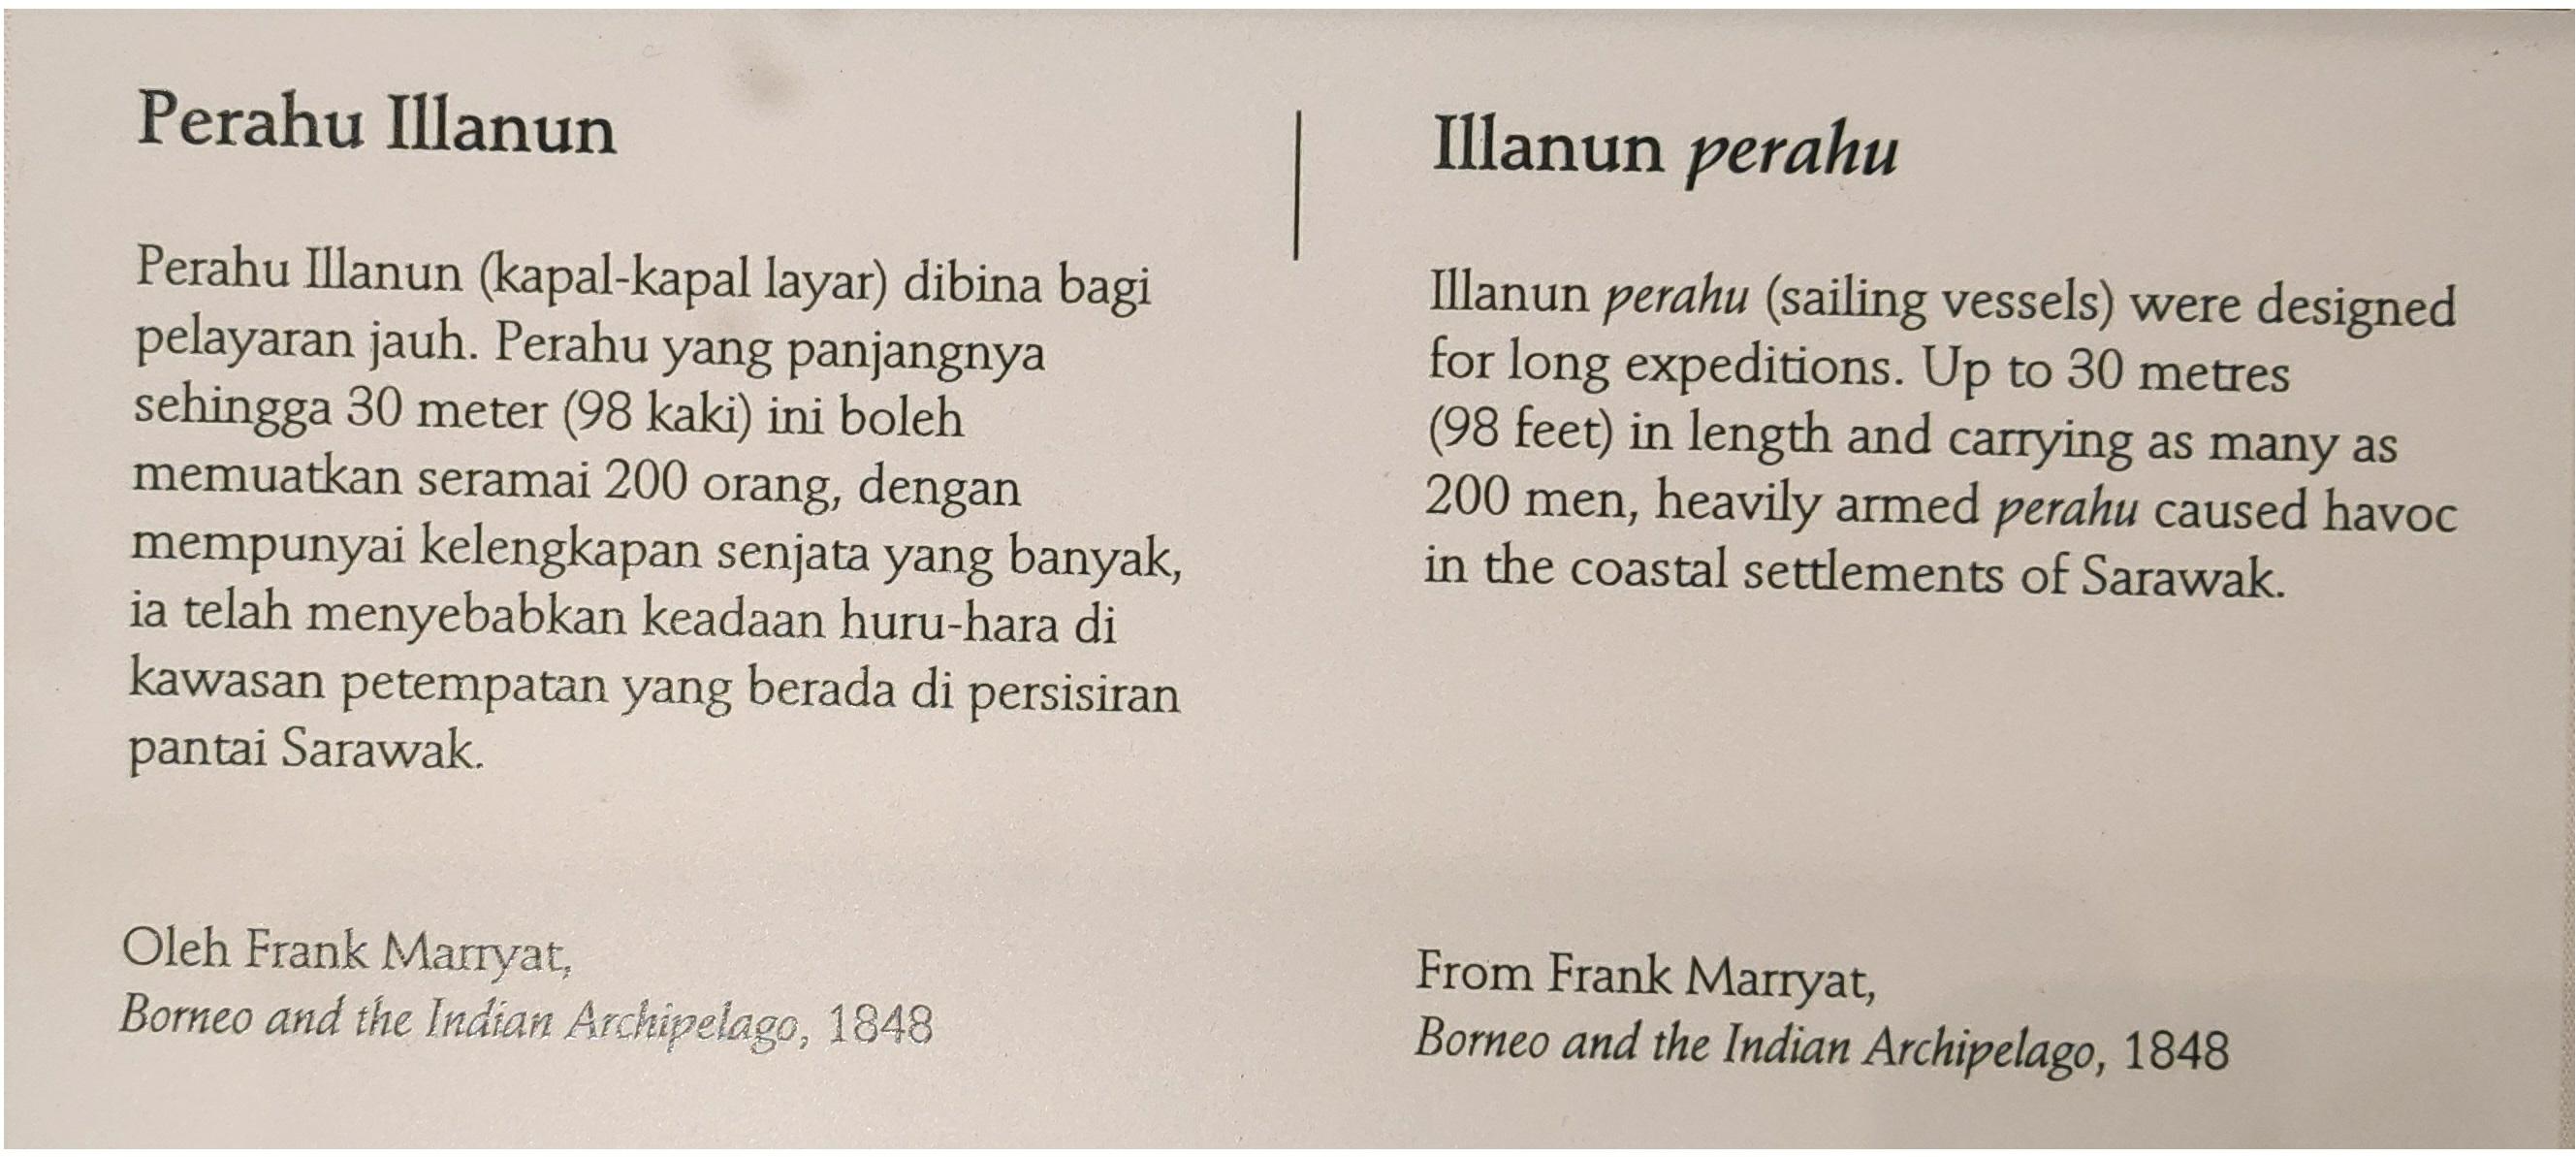 Perahu Illanun
Perahu Illanun (kapal-kapal layar) dibina bagi
pelayaran jauh. Perahu yang panjangnya
sehingga 30 meter (98 kaki) ini boleh
memuatkan seramai 200 orang, dengan
mempunyai kelengkapan senjata yang banyak,
ia telah menyebabkan keadaan huru-hara di
kawasan petempatan yang berada di persisiran
pantai Sarawak.
Oleh Frank Marryat,
Borneo and the Indian Archipelago, 1848
Illanun perahu
Illanun perahu (sailing vessels) were designed
for long expeditions. Up to 30 metres
(98 feet) in length and carrying as many as
200 men, heavily armed perahu caused havoc
in the coastal settlements of Sarawak.
From Frank Marryat,
Borneo and the Indian Archipelago, 1848